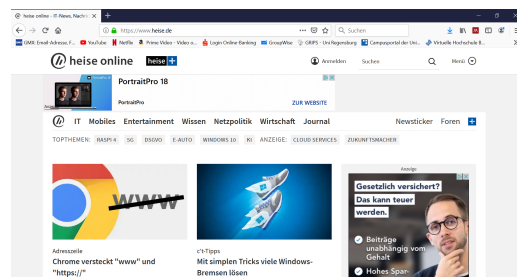 heise online - IT-News, Nachric
https://www.heise.de
Suchen
GMX: Email-Adresse, F...
YouTube
Netflix
Prime Video - Video o...
Login Online-Banking
GroupWise
GRIPS - Uni Regensburg
Campusportal der Uni...
Virtuelle Hochschule B...
heise online
heise +
Anmelden
Suchen
Menü
PortraitPro 18
PortraitPro
ZUR WEBSITE
IT Mobiles Entertainment Wissen Netzpolitik Wirtschaft Journal
Newsticker Foren +
TOPTHEMEN: RASPI 4 5G DSGVO E-AUTO WINDOWS 10 KI ANZEIGE: CLOUD SERVICES ZUKUNFTSMACHER
www
Adresszeile
Chrome versteckt "www" und
"https://"
c't-Tipps
Mit simplen Tricks viele Windows-
Bremsen lösen
Anzeige
Gesetzlich versichert?
Das kann teuer
werden.
Beiträge
unabhängig vom
Gehalt
Hohes Spar-